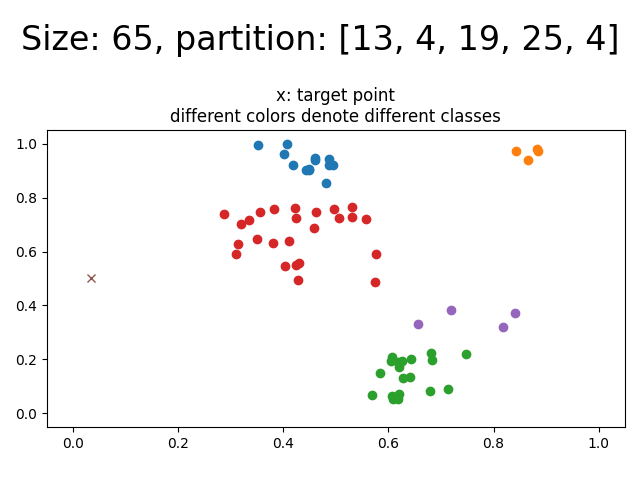 Size: 65, partition: [13, 4, 19, 25, 4]
x: target point
different colors denote different classes
1.0
0.8
0.6
0.4
0.2
0.0
0.0 0.2 0.4 0.6 0.8 1.0